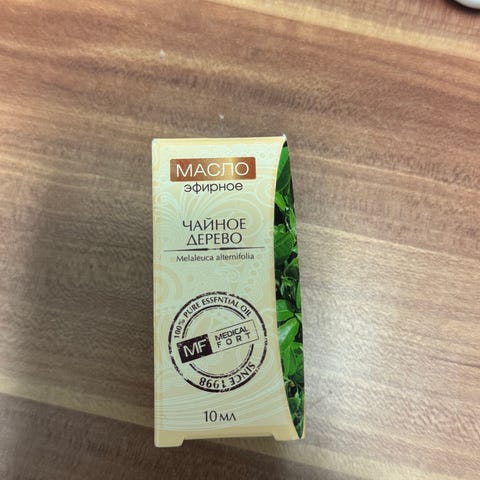 МАСЛО
эфирное
ЧАЙНОЕ
ДЕРЕВО
Melaleuca alternifolia
100% PURE ESSENTIAL OIL
MF MEDICAL
FORT
SINCE 1998
10 МЛ